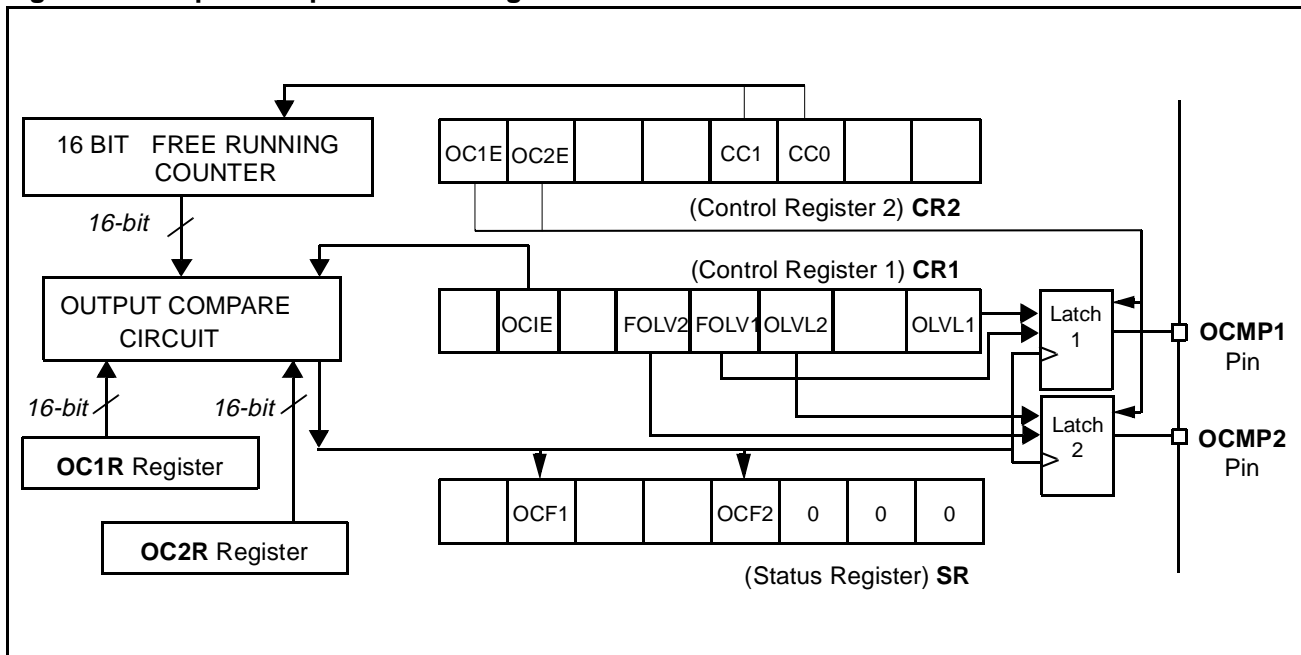 16 BIT FREE RUNNING
COUNTER
OC1E OC2E CC1 CC0
(Control Register 2) CR2
16-bit
(Control Register 1) CR1
OUTPUT COMPARE
CIRCUIT
OCIE FOLV2 FOLV1 OLVL2 OLVL1
Latch
1
OCMP1
Pin
16-bit 16-bit
Latch
2
OCMP2
Pin
OC1R Register
OCF1 OCF2 0 0 0
OC2R Register
(Status Register) SR